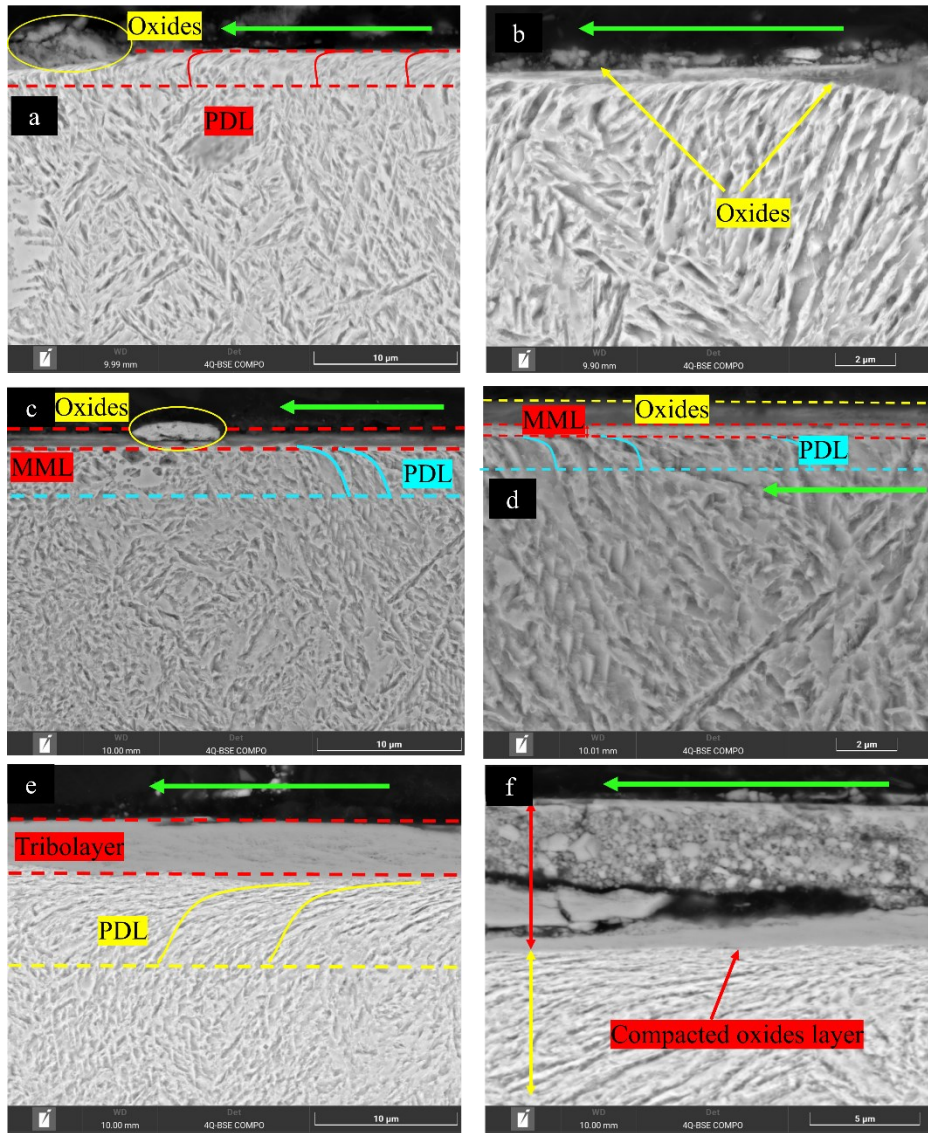 Oxides
a
PDL
WD Det
9.99 mm 4Q-BSE COMPO 10 µm
b
Oxides
WD Det
9.90 mm 4Q-BSE COMPO 2 µm
c
Oxides
MML
PDL
WD Det
10.00 mm 4Q-BSE COMPO 10 µm
MML
Oxides
PDL
d
WD Det
10.01 mm 4Q-BSE COMPO 2 µm
e
Tribolayer
PDL
WD Det
10.00 mm 4Q-BSE COMPO 10 µm
f
Compacted oxides layer
WD Det
10.00 mm 4Q-BSE COMPO 5 µm